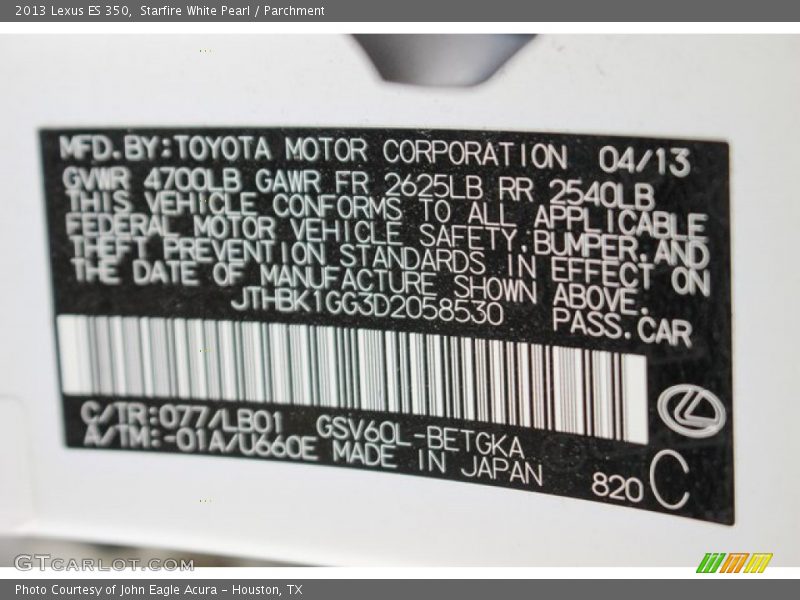 2013 Lexus ES 350, Starfire White Pearl / Parchment
MFD.BY:TOYOTA MOTOR CORPORATION 04/13
GVWR 4700LB GAWR FR 2625LB RR 2540LB
THIS VEHICLE CONFORMS TO ALL APPLICABLE
FEDERAL MOTOR VEHICLE SAFETY,BUMPER,AND
THEFT PREVENTION STANDARDS IN EFFECT ON
THE DATE OF MANUFACTURE SHOWN ABOVE.
JTHBK1GG3D2058530 PASS.CAR
C/TR:077/LB01 GSV60L-BETGKA
A/TM:-01A/U660E MADE IN JAPAN
820 C
GTCARLOT.COM
Photo Courtesy of John Eagle Acura - Houston, TX